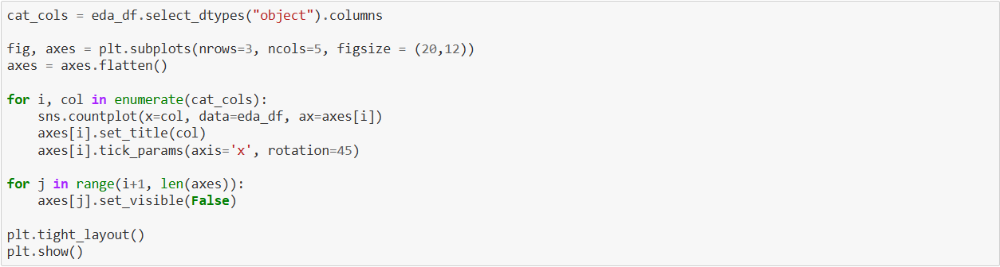 cat_cols = eda_df.select_dtypes("object").columns

fig, axes = plt.subplots(nrows=3, ncols=5, figsize = (20,12))
axes = axes.flatten()

for i, col in enumerate(cat_cols):
    sns.countplot(x=col, data=eda_df, ax=axes[i])
    axes[i].set_title(col)
    axes[i].tick_params(axis='x', rotation=45)

for j in range(i+1, len(axes)):
    axes[j].set_visible(False)

plt.tight_layout()
plt.show()